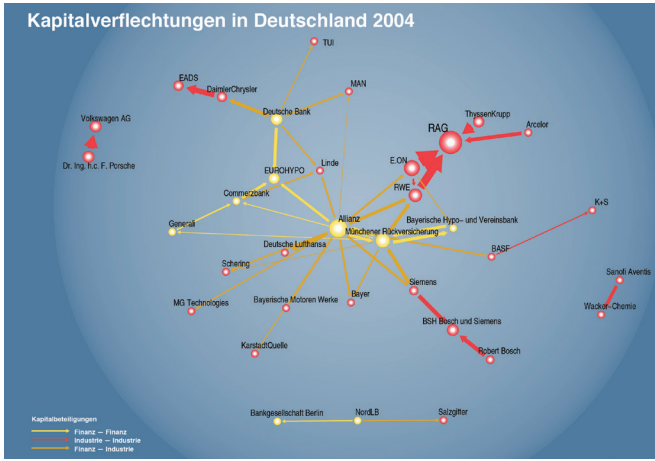 Kapitalverflechtungen in Deutschland 2004
TUI
EADS
DaimlerChrysler
MAN
Deutsche Bank
Volkswagen AG
ThyssenKrupp
RAG
Arcelor
Dr. Ing. h.c. F. Porsche
E.ON
Linde
EUROHYPO
RWE
Commerzbank
K+S
Generali
Allianz
Bayerische Hypo- und Vereinsbank
Münchener Rückversicherung
Deutsche Lufthansa
BASF
Schering
Sanofi Aventis
Siemens
MG Technologies
Bayerische Motoren Werke
Bayer
Wacker-Chemie
BSH Bosch und Siemens
KarstadtQuelle
Robert Bosch
Bankgesellschaft Berlin
NordLB
Salzgitter
Kapitalbeteiligungen
Finanz — Finanz
Industrie — Industrie
Finanz — Industrie